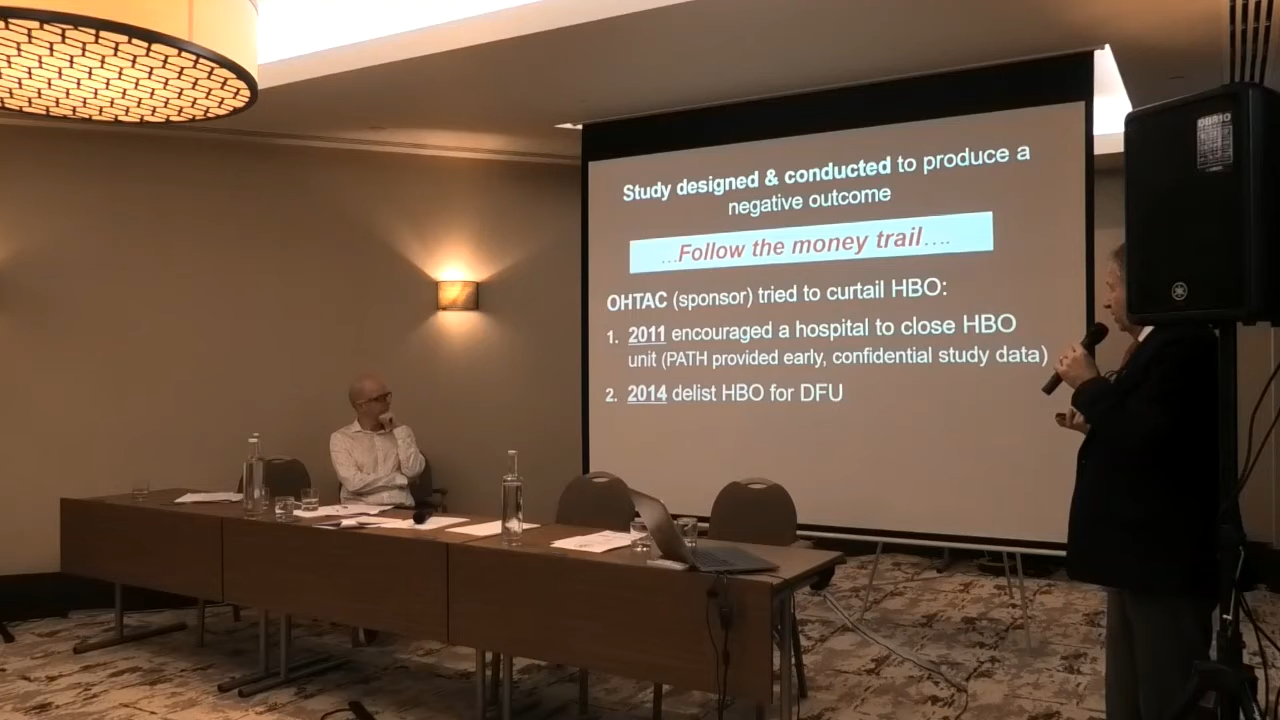 Study designed & conducted to produce a
negative outcome
...Follow the money trail....
OHTAC (sponsor) tried to curtail HBO:
1. 2011 encouraged a hospital to close HBO
unit (PATH provided early, confidential study data)
2. 2014 delist HBO for DFU